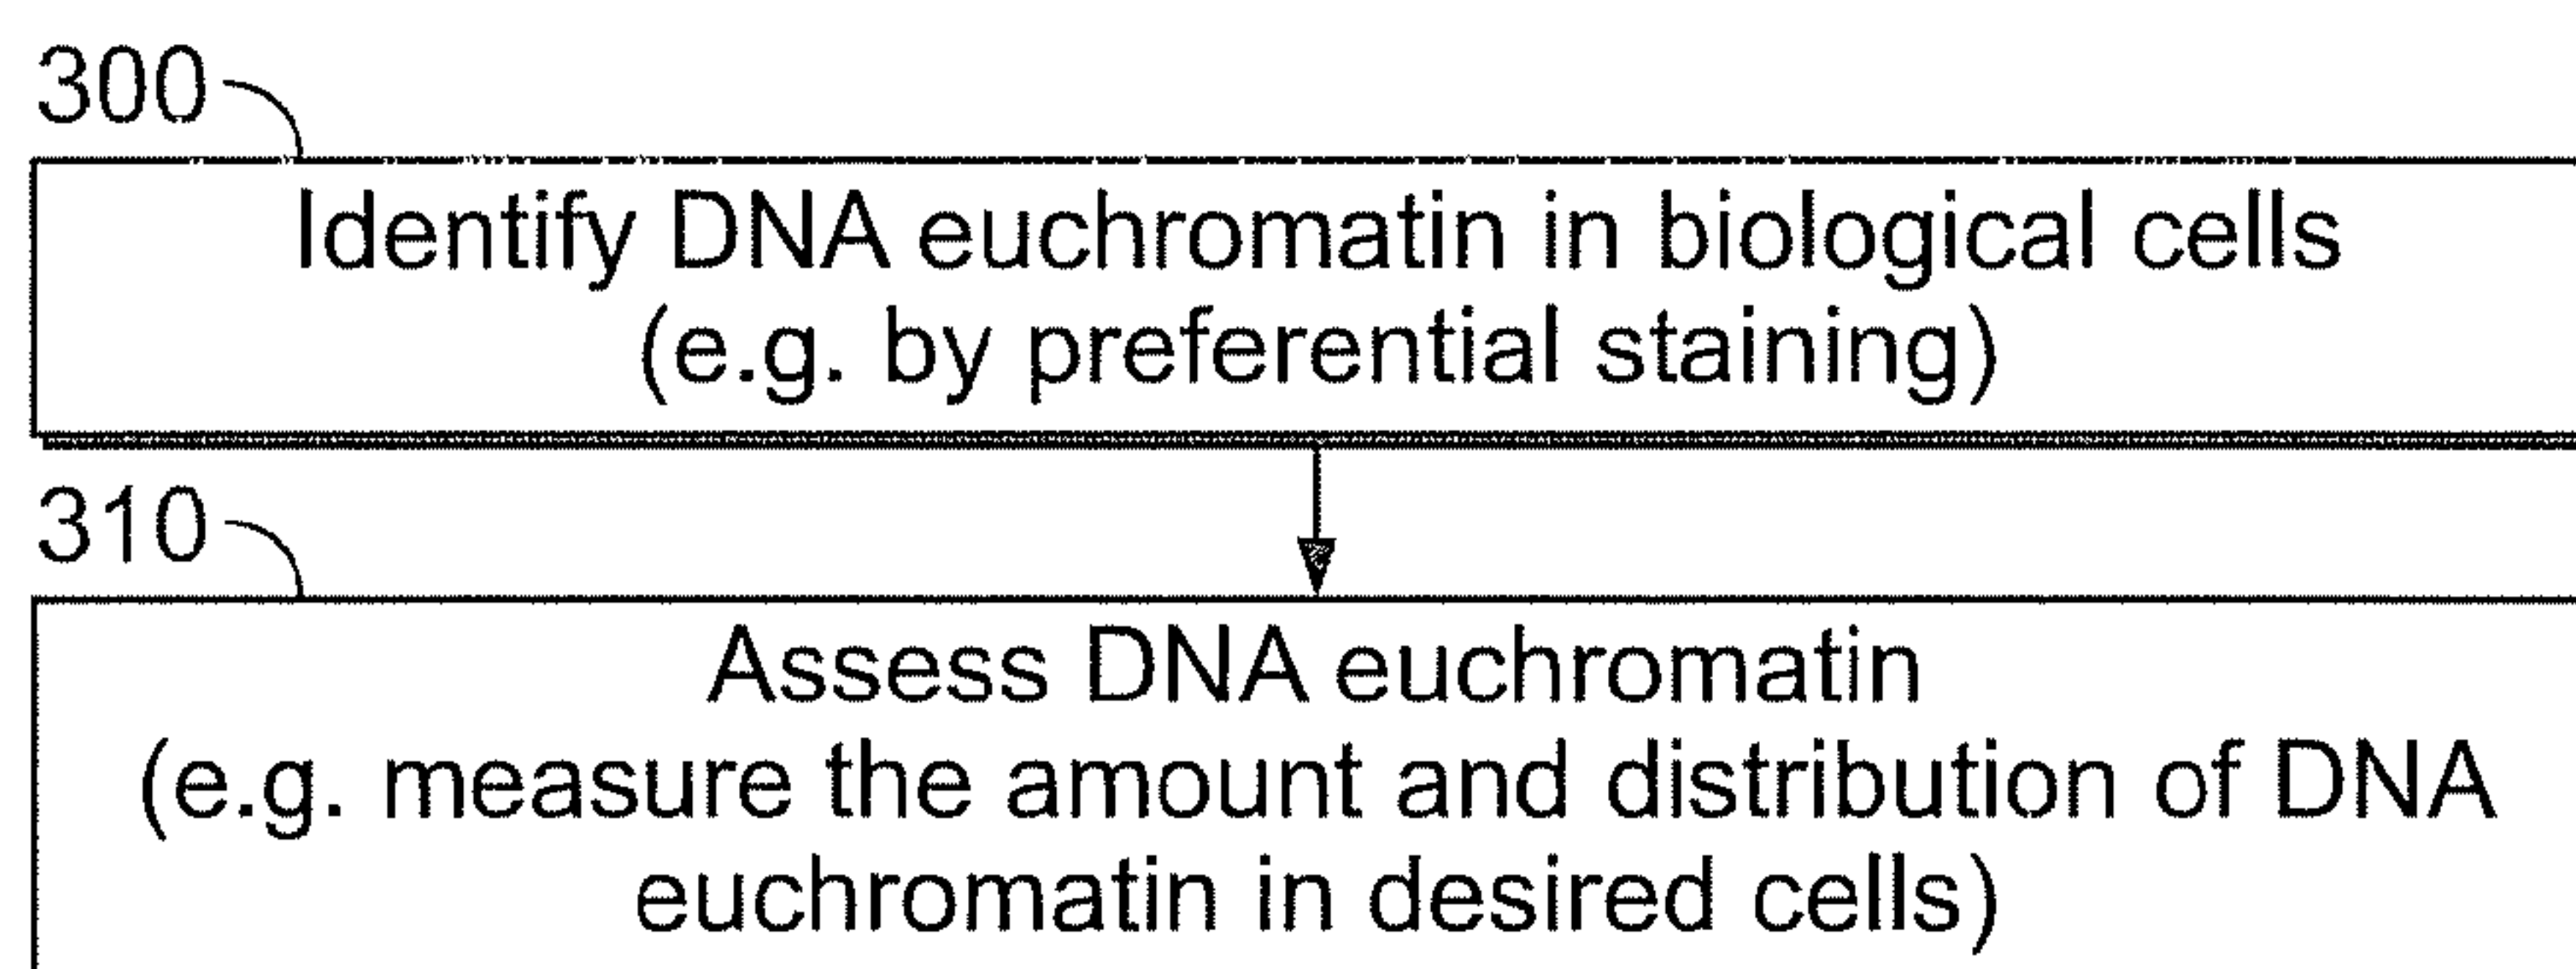 300
Identify DNA euchromatin in biological cells
(e.g. by preferential staining)
310
Assess DNA euchromatin
(e.g. measure the amount and distribution of DNA
euchromatin in desired cells)